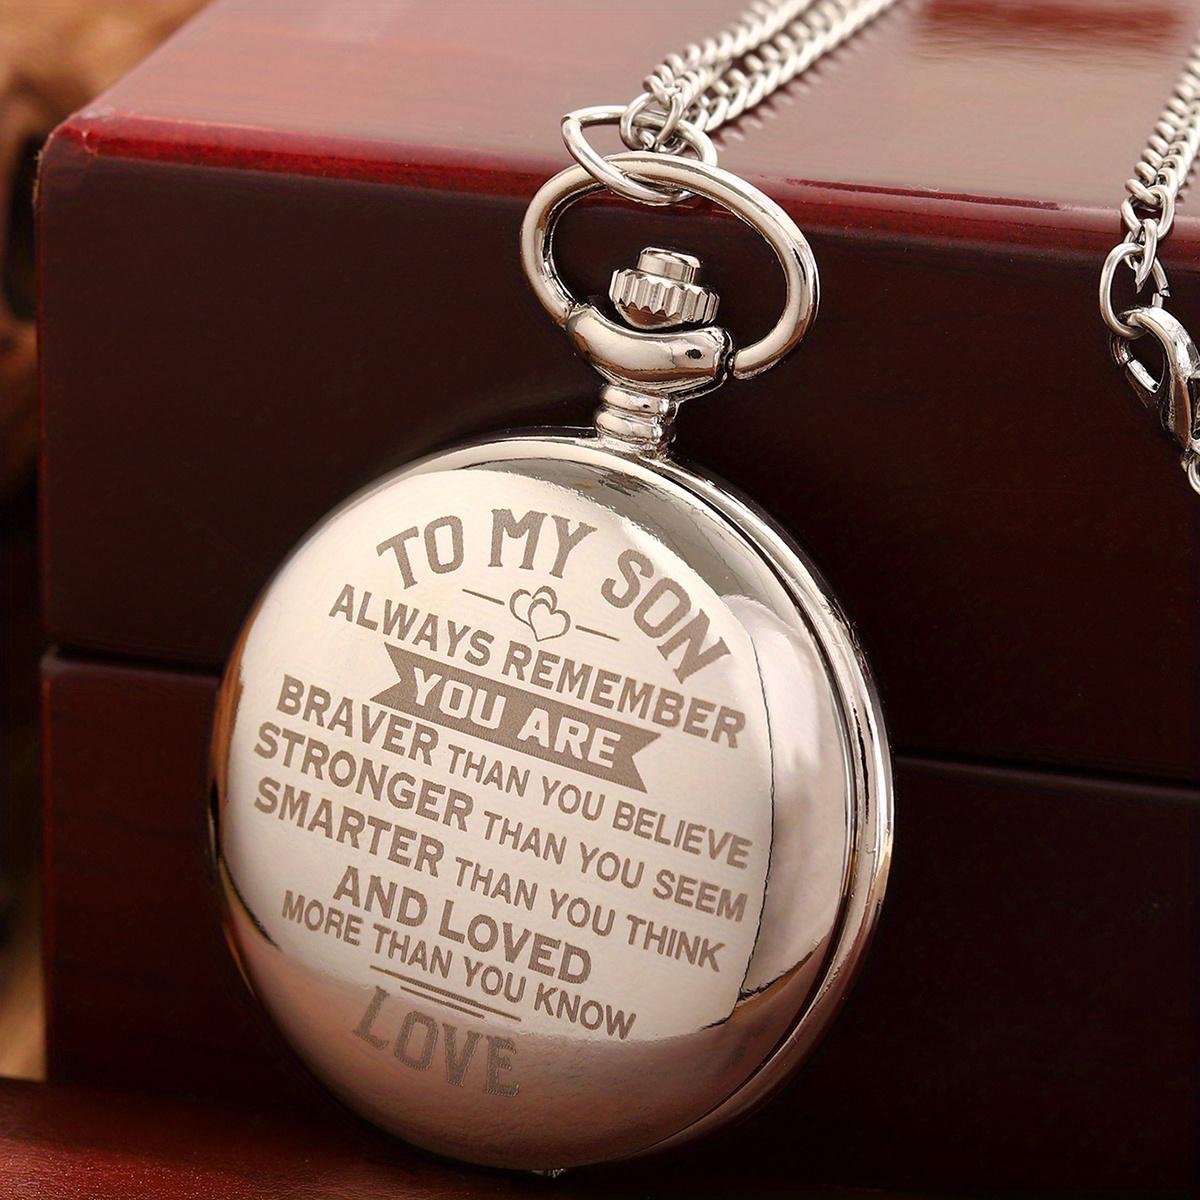 TO MY SON
ALWAYS REMEMBER
YOU ARE
BRAVER THAN YOU BELIEVE
STRONGER THAN YOU SEEM
SMARTER THAN YOU THINK
AND LOVED
MORE THAN YOU KNOW
LOVE